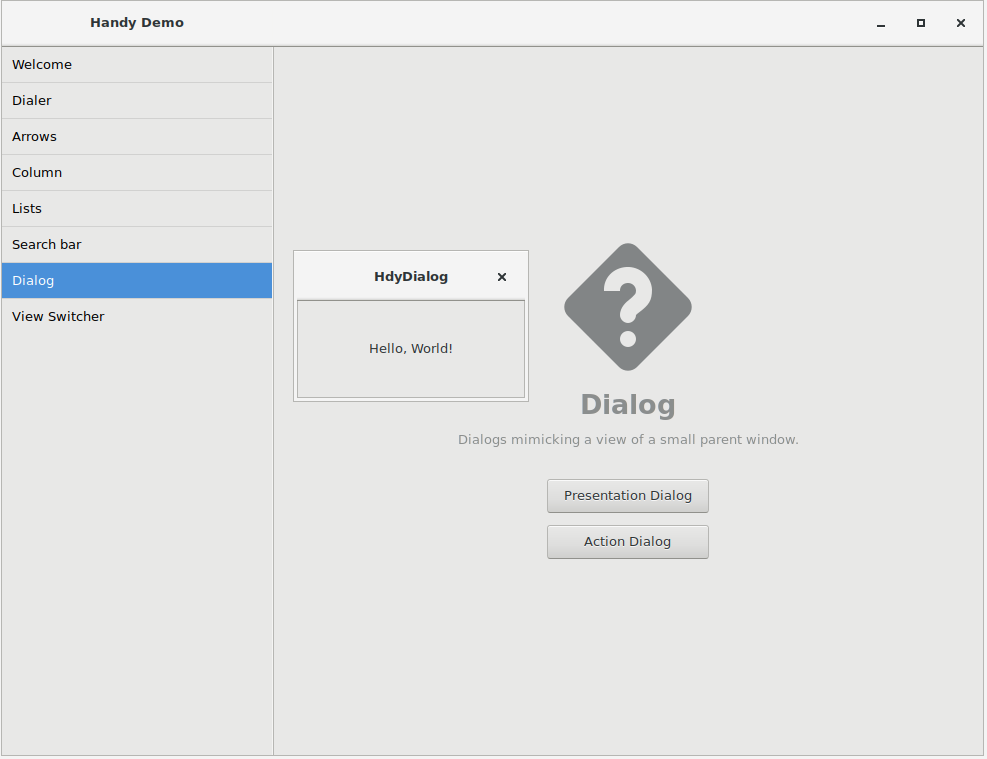 Handy Demo
Welcome
Dialer
Arrows
Column
Lists
Search bar
Dialog
View Switcher
HdyDialog
Hello, World!
Dialog
Dialogs mimicking a view of a small parent window.
Presentation Dialog
Action Dialog